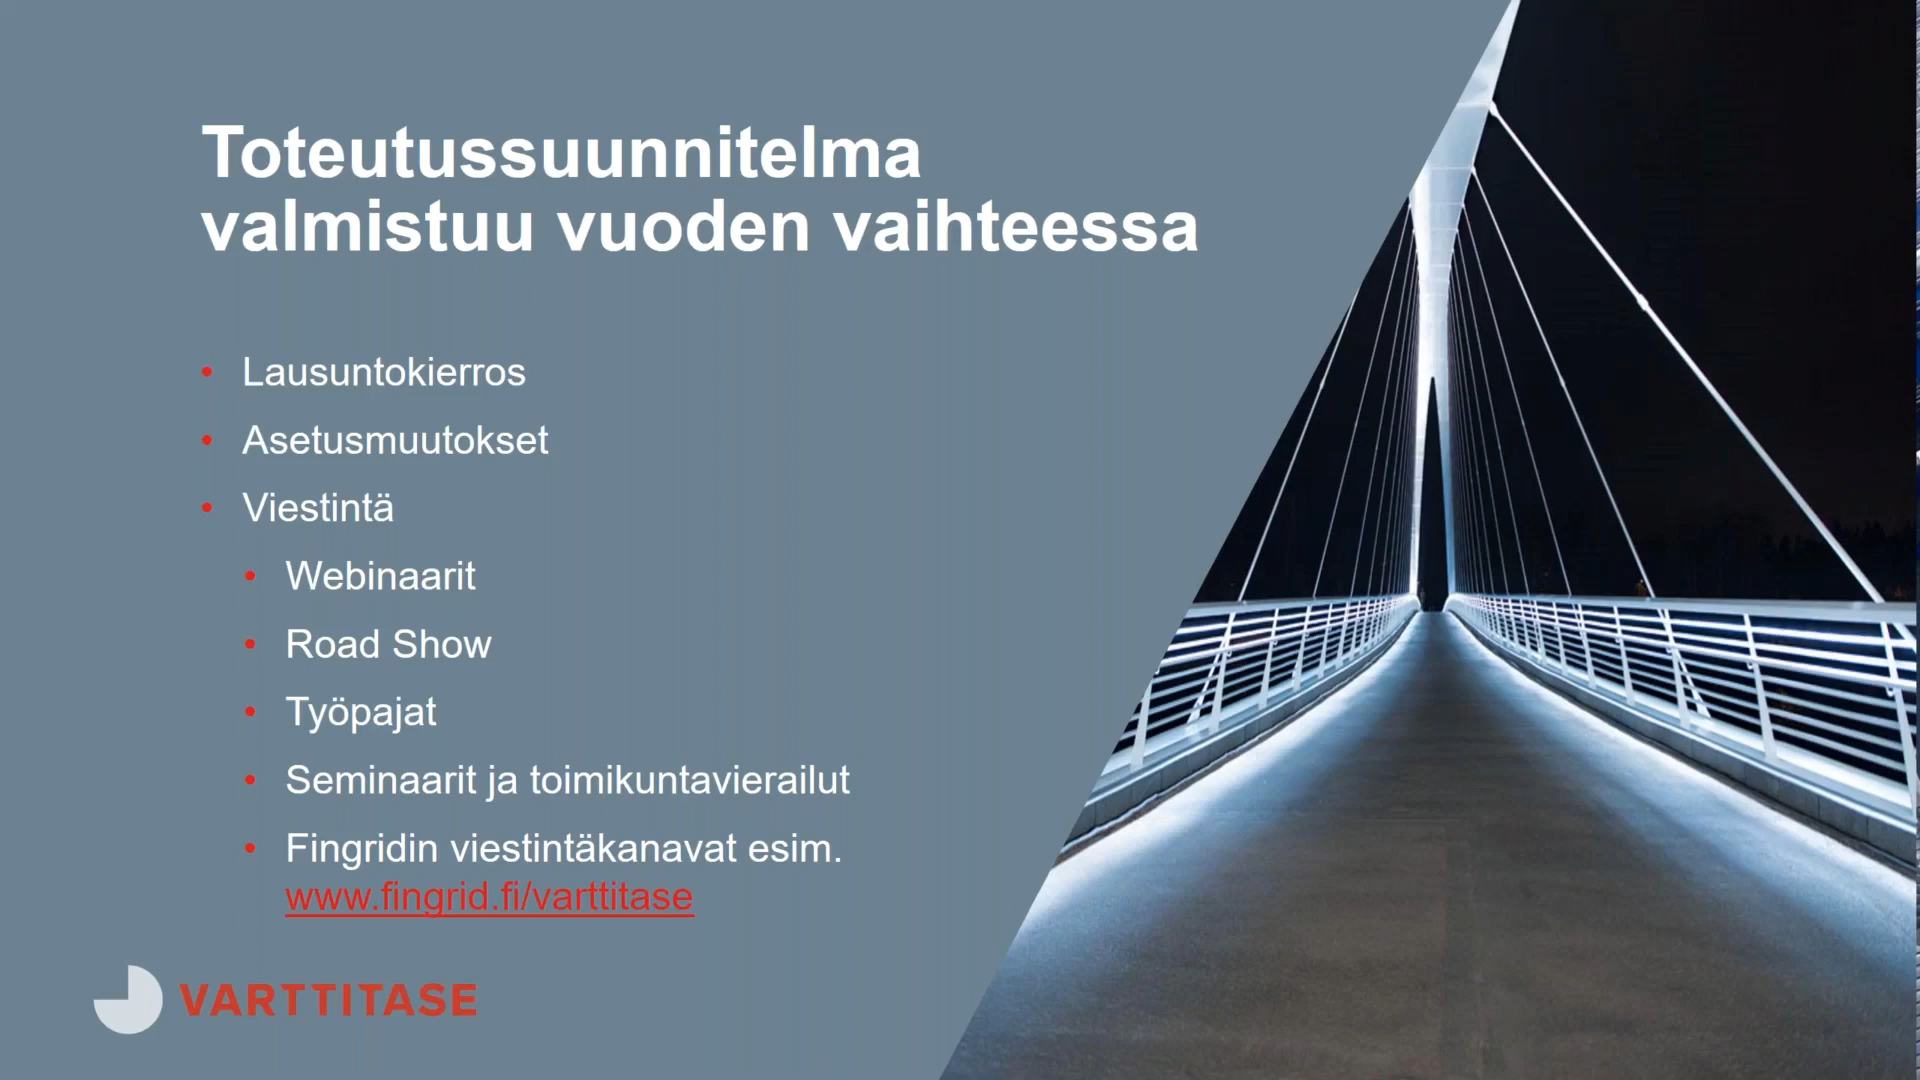 Toteutussuunnitelma
valmistuu vuoden vaihteessa
• Lausuntokierros
• Asetusmuutokset
• Viestintä
• Webinaarit
• Road Show
• Työpajat
• Seminaarit ja toimikuntavierailut
• Fingridin viestintäkanavat esim.
www.fingrid.fi/varttitase
VARTTITASE